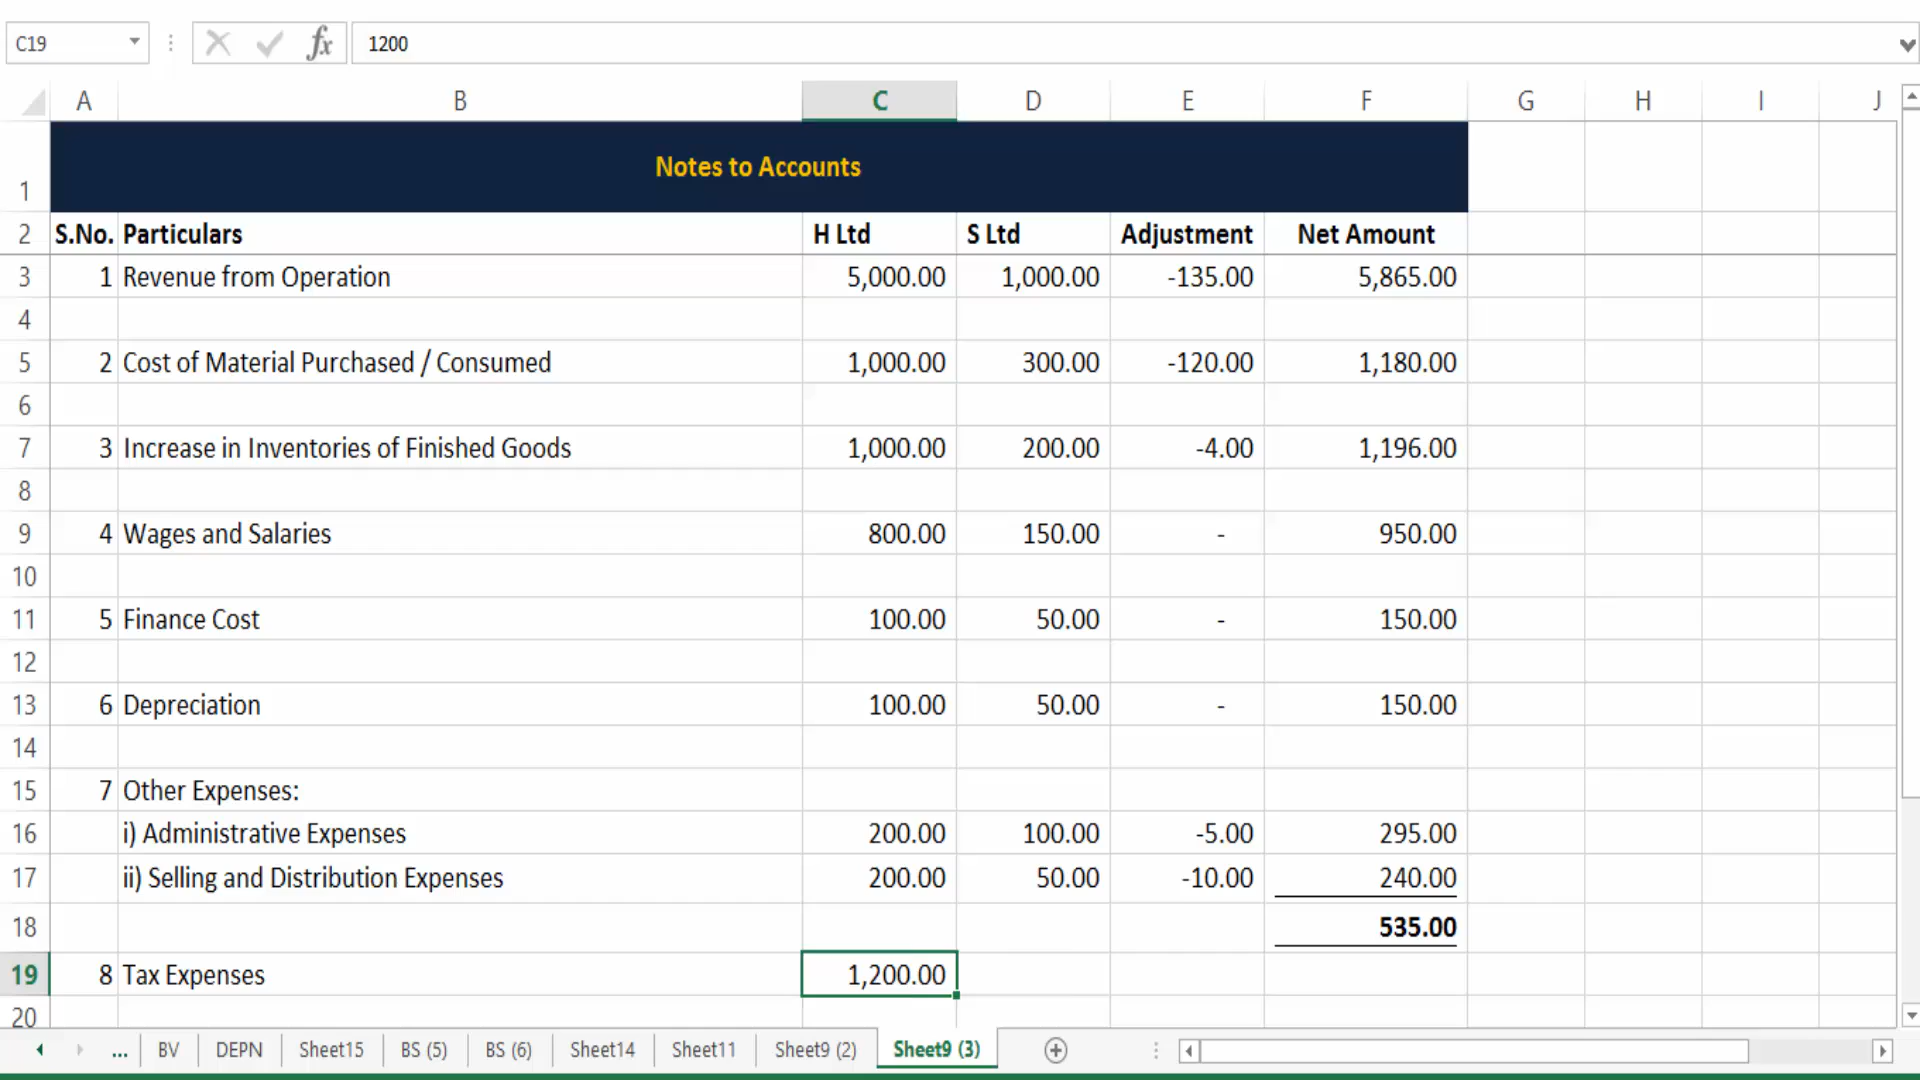 C19 fx 1200
A B C D E F G H I J
1 Notes to Accounts
2 S.No. Particulars H Ltd S Ltd Adjustment Net Amount
3 1 Revenue from Operation 5,000.00 1,000.00 -135.00 5,865.00
4
5 2 Cost of Material Purchased / Consumed 1,000.00 300.00 -120.00 1,180.00
6
7 3 Increase in Inventories of Finished Goods 1,000.00 200.00 -4.00 1,196.00
8
9 4 Wages and Salaries 800.00 150.00 - 950.00
10
11 5 Finance Cost 100.00 50.00 - 150.00
12
13 6 Depreciation 100.00 50.00 - 150.00
14
15 7 Other Expenses:
16 i) Administrative Expenses 200.00 100.00 -5.00 295.00
17 ii) Selling and Distribution Expenses 200.00 50.00 -10.00 240.00
18 535.00
19 8 Tax Expenses 1,200.00
20
... BV DEPN Sheet15 BS (5) BS (6) Sheet14 Sheet11 Sheet9 (2) Sheet9 (3)